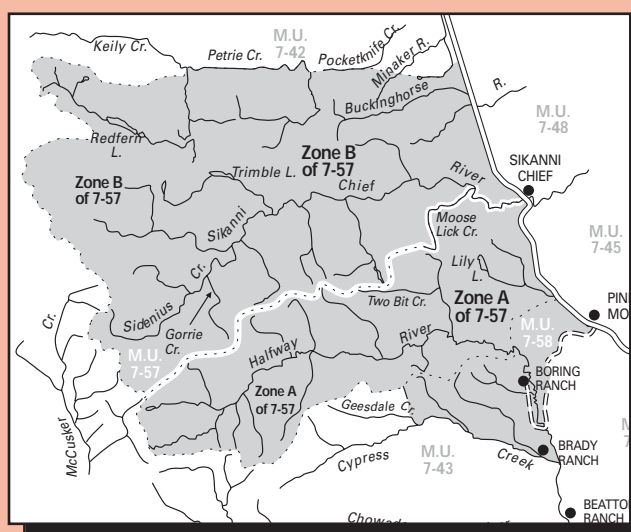 Keily Cr.
Petrie Cr.
M.U.
7-42
Pocketknife Cr.
Minaker R.
Buckinghorse
R.
M.U.
7-48
Redfern
L.
Zone B
of 7-57
Zone B
of 7-57
Trimble L.
Chief
River
SIKANNI
CHIEF
Sikanni
Moose
Lick Cr.
M.U.
7-45
Lily
L.
Cr.
Sidenius
Gorrie
Cr.
Two Bit Cr.
Zone A
of 7-57
M.U.
7-58
Cr.
M.U.
7-57
Halfway
River
BORING
RANCH
Zone A
of 7-57
Geesdale Cr.
McCusker
Cypress
Creek
M.U.
7-43
BRADY
RANCH
RANCH